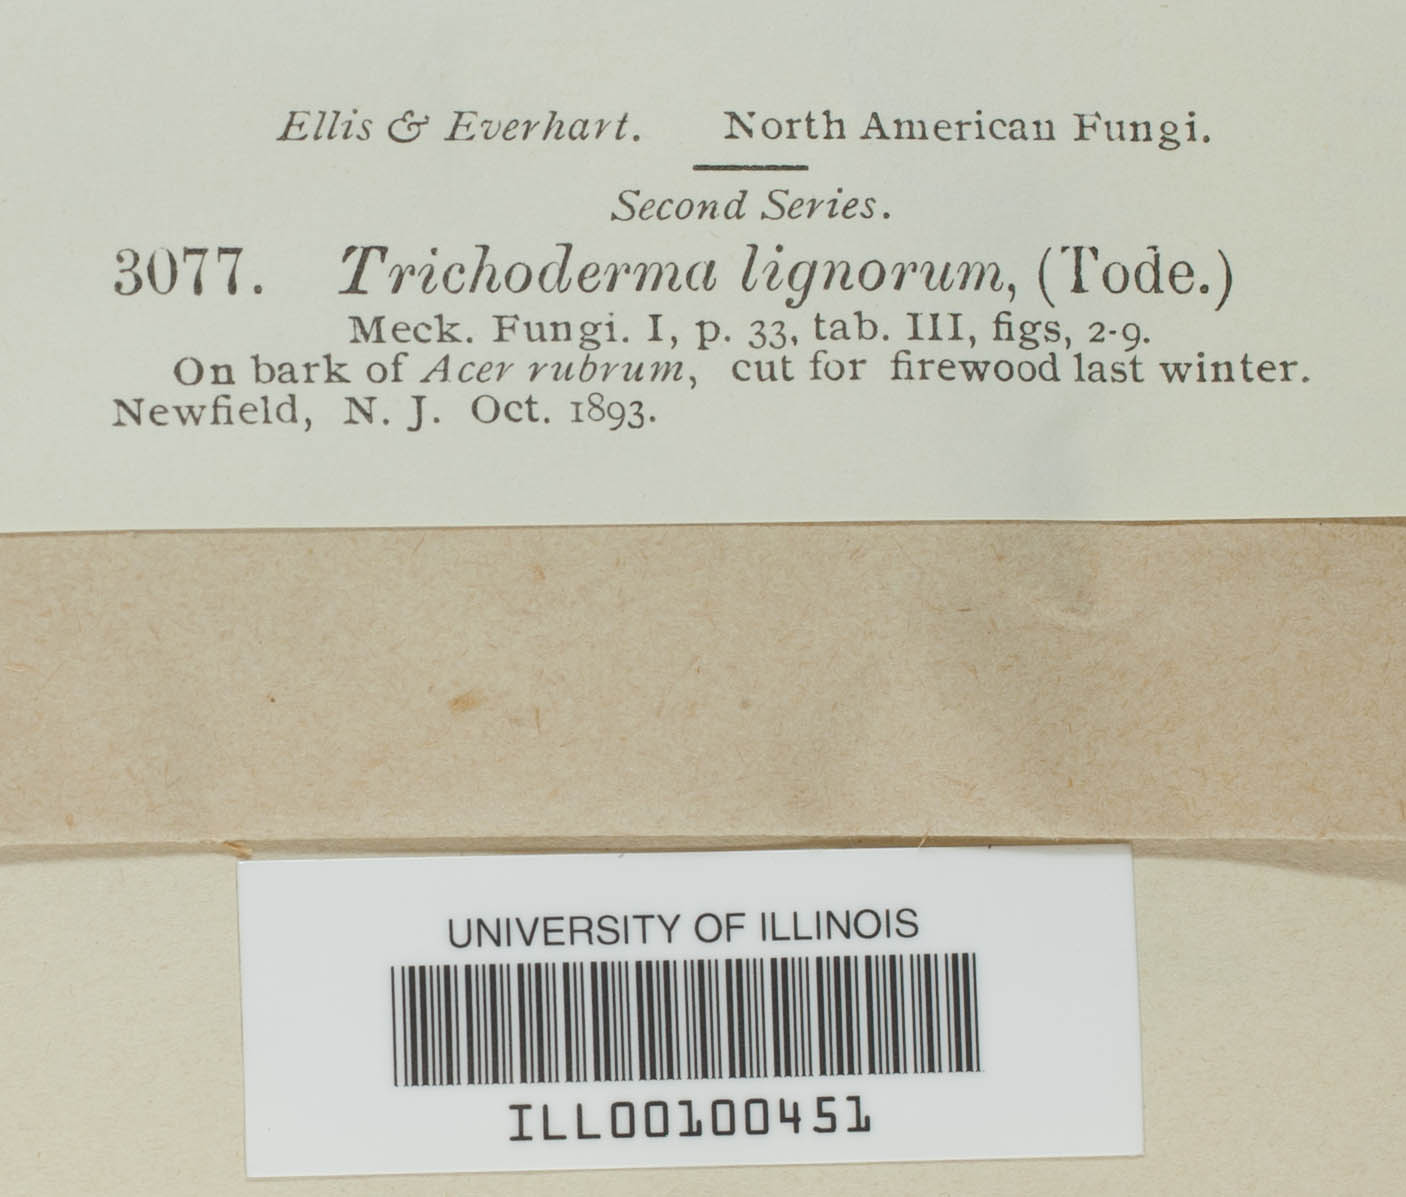 Ellis & Everhart. North American Fungi.
Second Series.
3077. Trichoderma lignorum, (Tode.)
Meck. Fungi. I, p. 33, tab. III, figs, 2-9.
On bark of Acer rubrum, cut for firewood last winter.
Newfield, N. J. Oct. 1893.
UNIVERSITY OF ILLINOIS
ILL00100451